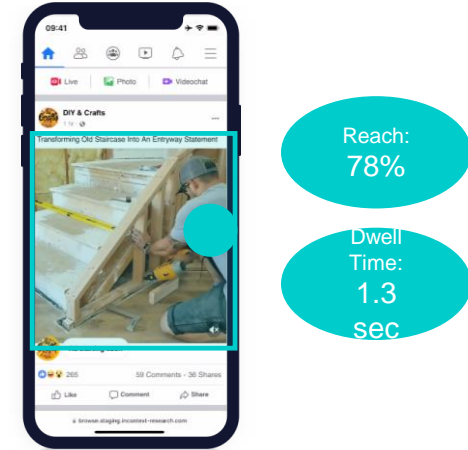 09:41
Live
Photo
Videochat
DIY & Crafts
...
Transforming Old Staircase Into An Entryway Statement
265
59 Comments - 36 Shares
Like
Comment
Share
browse.staging.incontext-research.com
Reach:
78%
Dwell
Time:
1.3
sec